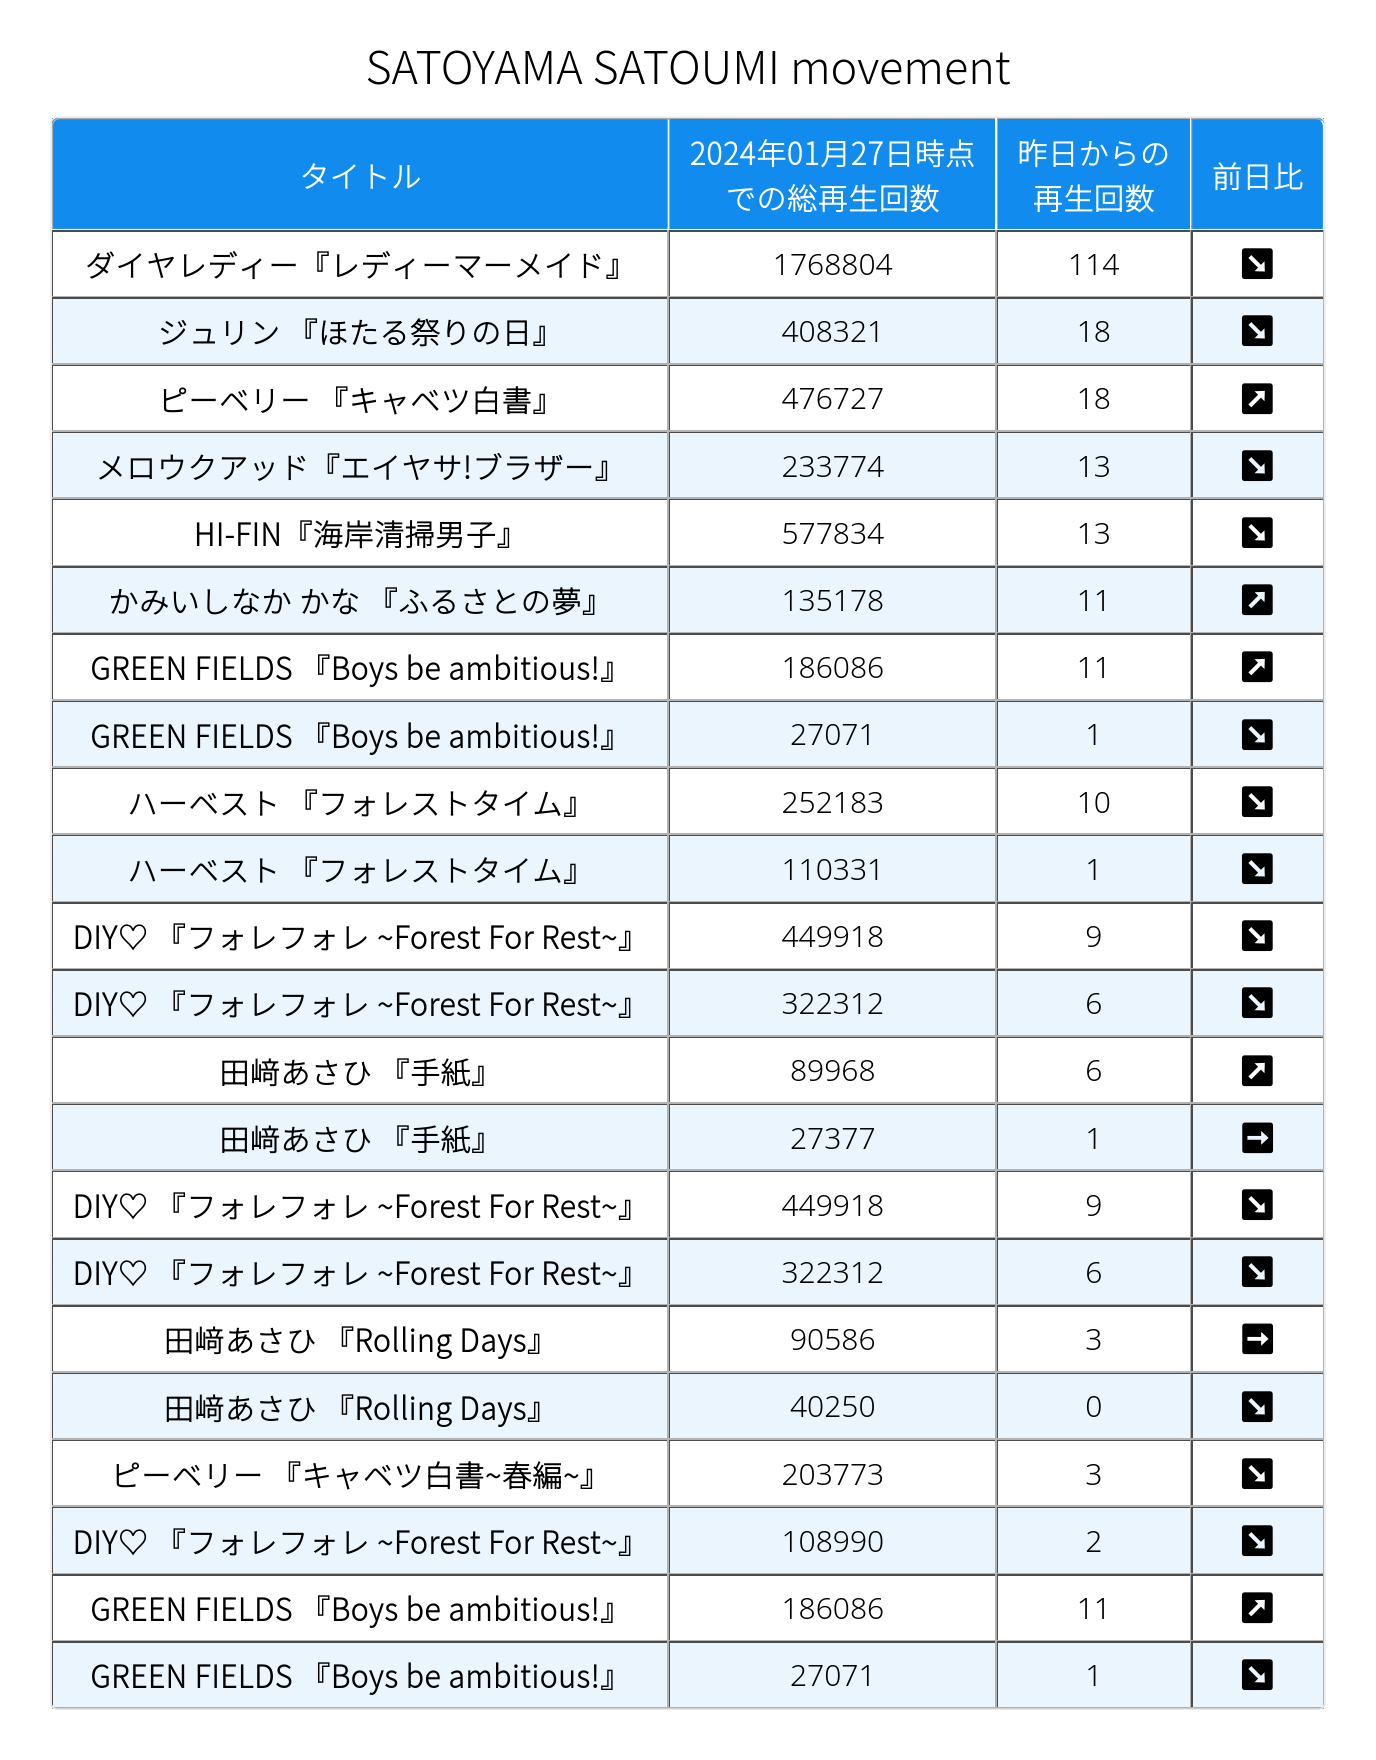 SATOYAMA SATOUMI movement
タイトル 2024年01月27日時点での総再生回数 昨日からの再生回数 前日比
ダイヤレディー『レディーマーメイド』 1768804 114 ↘
ジュリン 『ほたる祭りの日』 408321 18 ↘
ピーベリー 『キャベツ白書』 476727 18 ↗
メロウクアッド『エイヤサ!ブラザー』 233774 13 ↘
HI-FIN『海岸清掃男子』 577834 13 ↘
かみいしなか かな 『ふるさとの夢』 135178 11 ↗
GREEN FIELDS 『Boys be ambitious!』 186086 11 ↗
GREEN FIELDS 『Boys be ambitious!』 27071 1 ↘
ハーベスト 『フォレストタイム』 252183 10 ↘
ハーベスト 『フォレストタイム』 110331 1 ↘
DIY♡ 『フォレフォレ ~Forest For Rest~』 449918 9 ↘
DIY♡ 『フォレフォレ ~Forest For Rest~』 322312 6 ↘
田﨑あさひ 『手紙』 89968 6 ↗
田﨑あさひ 『手紙』 27377 1 →
DIY♡ 『フォレフォレ ~Forest For Rest~』 449918 9 ↘
DIY♡ 『フォレフォレ ~Forest For Rest~』 322312 6 ↘
田﨑あさひ 『Rolling Days』 90586 3 →
田﨑あさひ 『Rolling Days』 40250 0 ↘
ピーベリー 『キャベツ白書~春編~』 203773 3 ↘
DIY♡ 『フォレフォレ ~Forest For Rest~』 108990 2 ↘
GREEN FIELDS 『Boys be ambitious!』 186086 11 ↗
GREEN FIELDS 『Boys be ambitious!』 27071 1 ↘